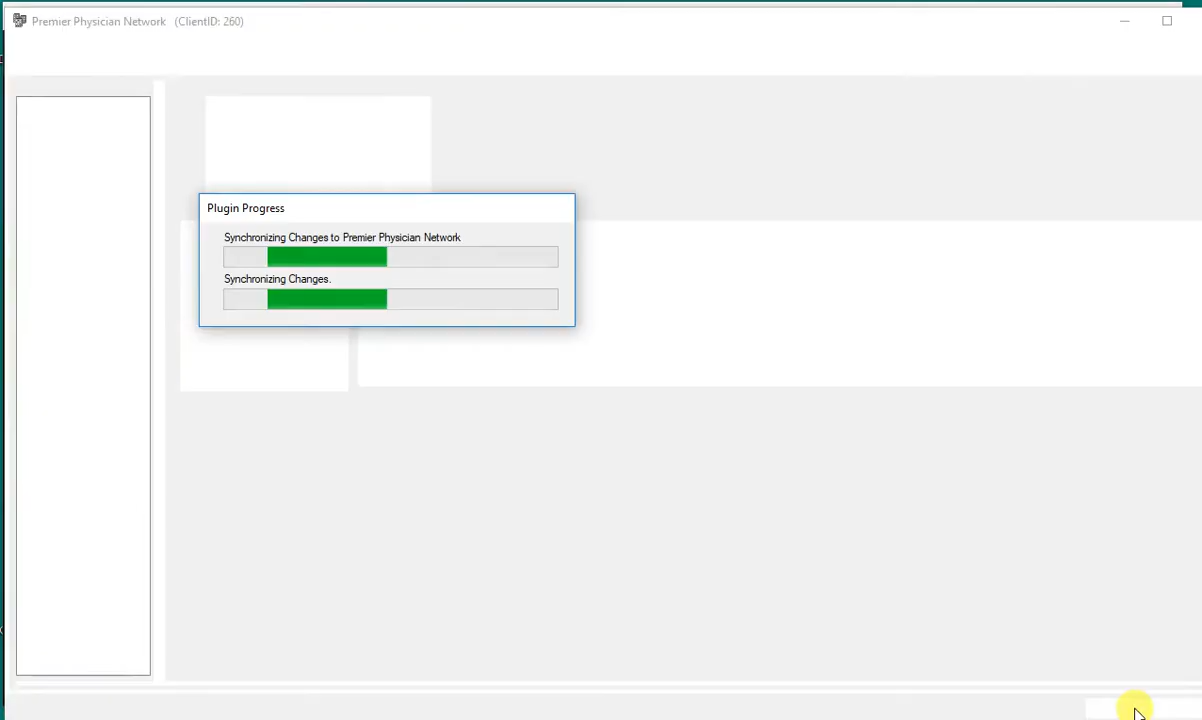 Premier Physician Network (ClientID: 260)
Plugin Progress
Synchronizing Changes to Premier Physician Network
Synchronizing Changes.